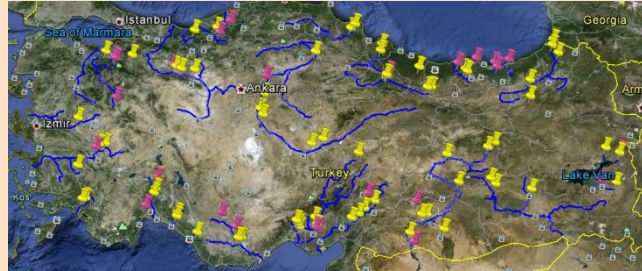 Istanbul
Georgia
Sea of Marmara
Ankara
Arm
Izmir
Turkey
Lake Van
Kos